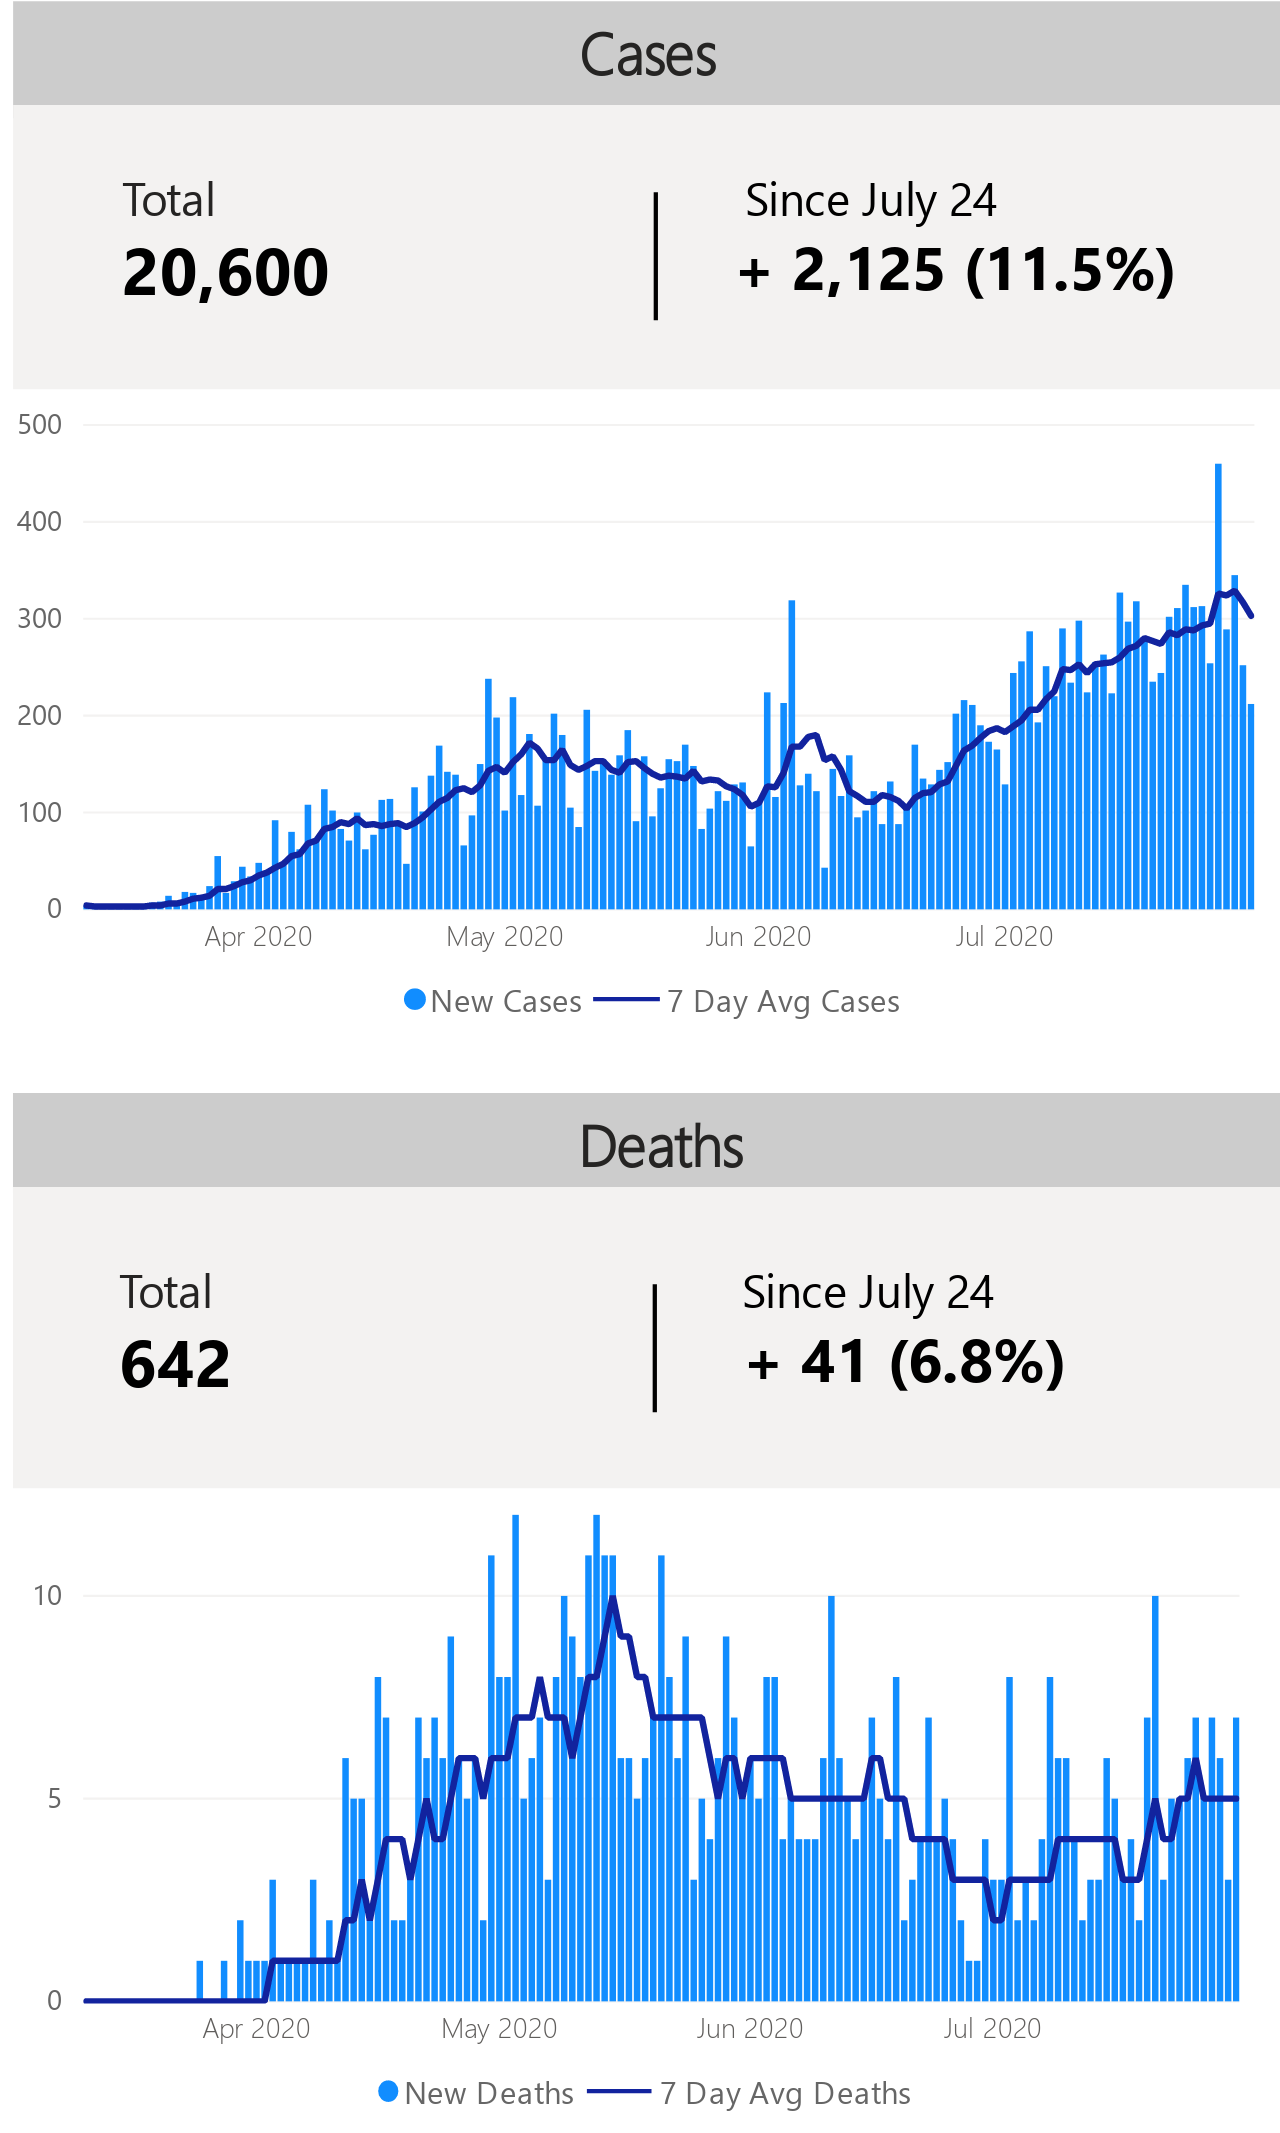 Cases
Total
Since July 24
20,600
+ 2,125 (11.5%)
500
400
300
200
100
0
Apr 2020
May 2020
Jun 2020
Jul 2020
New Cases
7 Day Avg Cases
Deaths
Total
Since July 24
642
+ 41 (6.8%)
10
5
0
Apr 2020
May 2020
Jun 2020
Jul 2020
New Deaths
7 Day Avg Deaths